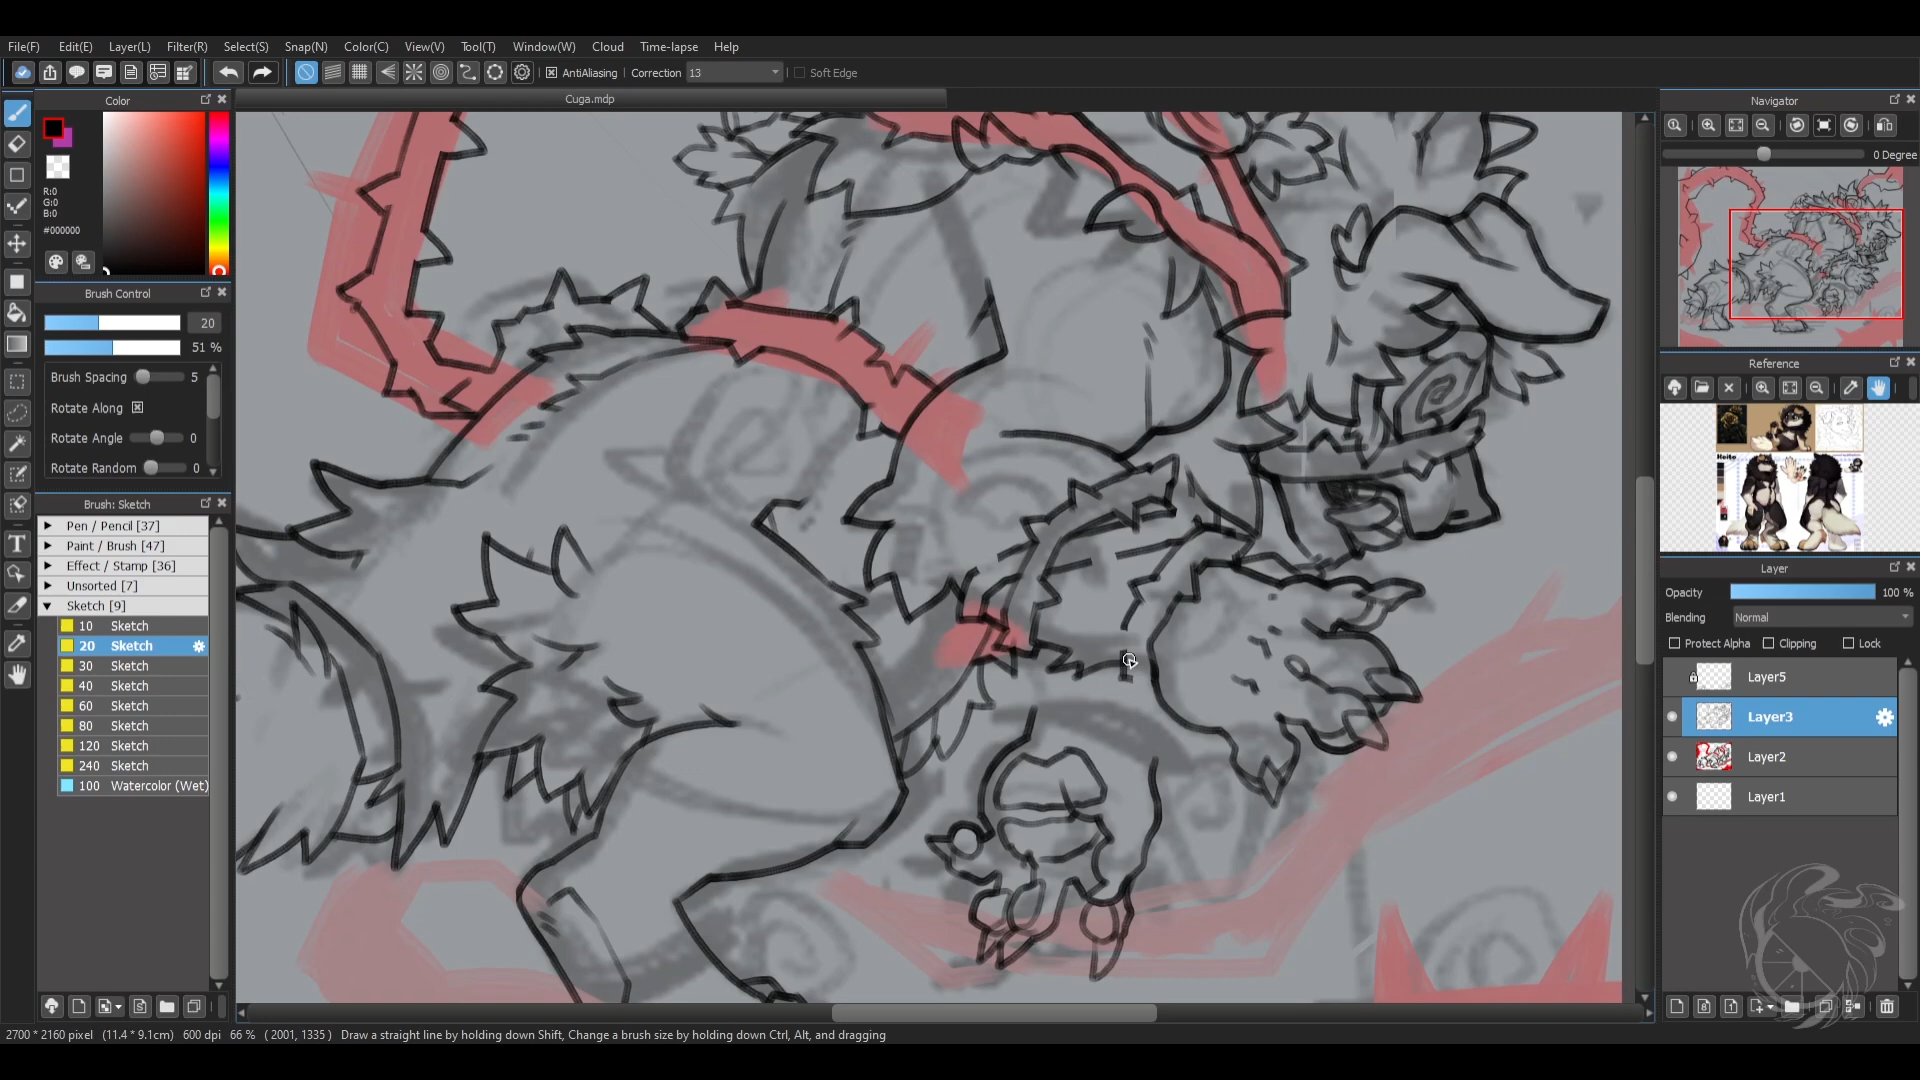 File(F) Edit(E) Layer(L) Filter(R) Select(S) Snap(N) Color(C) View(V) Tool(T) Window(W) Cloud Time-lapse Help
AntiAliasing Correction 13 Soft Edge
Color
Cuga.mdp
Navigator
0 Degree
R:0
G:0
B:0
#000000
Brush Control
20
51 %
Brush Spacing 5
Rotate Along
Rotate Angle 0
Rotate Random 0
Brush: Sketch
Pen / Pencil [37]
Paint / Brush [47]
Effect / Stamp [36]
Unsorted [7]
Sketch [9]
10 Sketch
20 Sketch
30 Sketch
40 Sketch
60 Sketch
80 Sketch
120 Sketch
240 Sketch
100 Watercolor (Wet)
Reference
Layer
Opacity 100 %
Blending Normal
Protect Alpha Clipping Lock
Layer5
Layer3
Layer2
Layer1
2700 * 2160 pixel (11.4 * 9.1cm) 600 dpi 66 % ( 2001, 1335 ) Draw a straight line by holding down Shift, Change a brush size by holding down Ctrl, Alt, and dragging